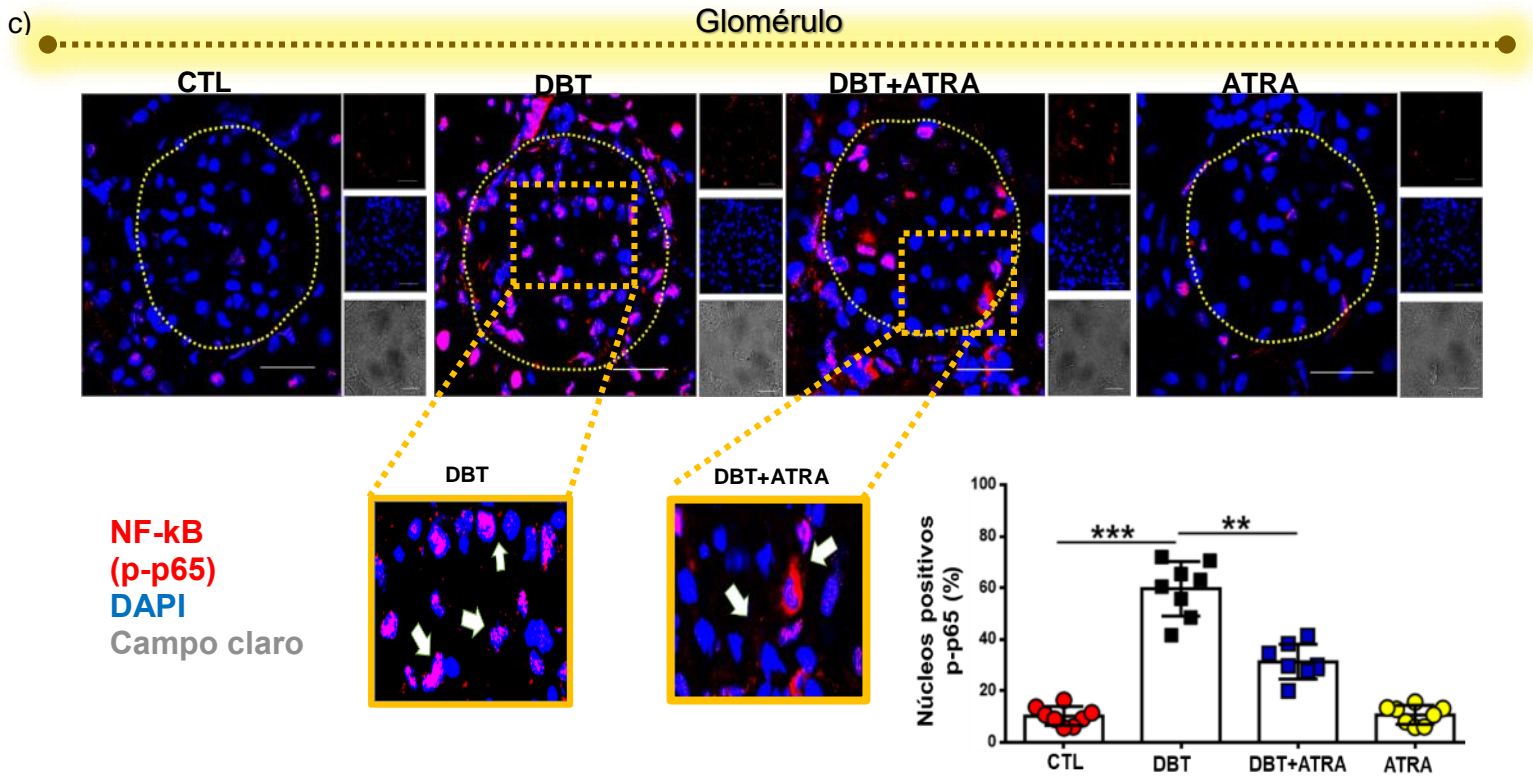 c)
Glomérulo
CTL
DBT
DBT+ATRA
ATRA
DBT
DBT+ATRA
NF-kB
(p-p65)
DAPI
Campo claro
Núcleos positivos
p-p65 (%)
100
80
60
40
20
0
***
**
CTL
DBT
DBT+ATRA
ATRA